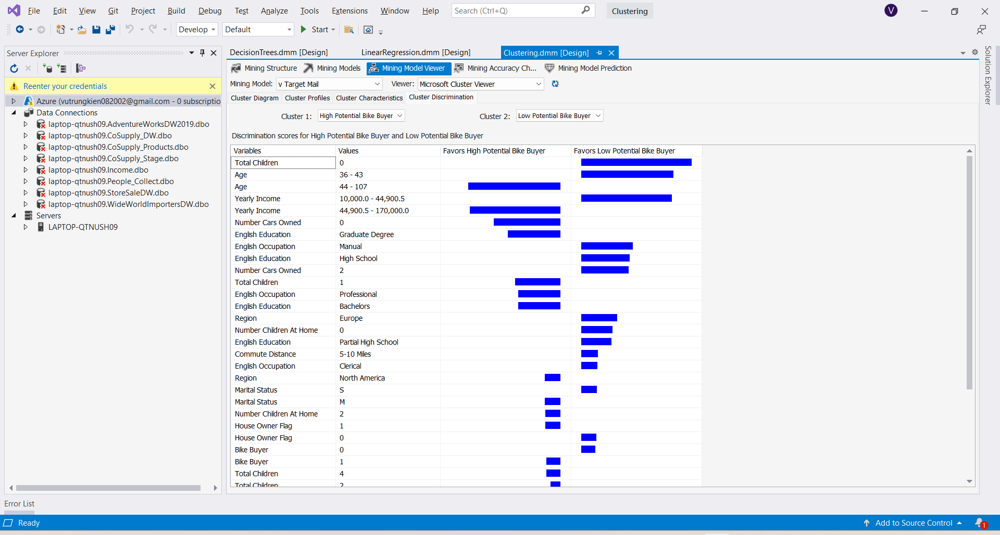 File Edit View Git Project Build Debug Test Analyze Tools Extensions Window Help Search (Ctrl+Q) Clustering V
Develop Default Start
Server Explorer
DecisionTrees.dmm [Design] LinearRegression.dmm [Design] Clustering.dmm [Design]
Solution Explorer
Mining Structure Mining Models Mining Model Viewer Mining Accuracy Ch... Mining Model Prediction
Reenter your credentials
Mining Model: v Target Mail Viewer: Microsoft Cluster Viewer
Azure (vutrungkien082002@gmail.com - 0 subscriptio
Cluster Diagram Cluster Profiles Cluster Characteristics Cluster Discrimination
Data Connections
laptop-qtnush09.AdventureWorksDW2019.dbo
laptop-qtnush09.CoSupply_DW.dbo
laptop-qtnush09.CoSupply_Products.dbo
laptop-qtnush09.CoSupply_Stage.dbo
laptop-qtnush09.Income.dbo
laptop-qtnush09.People_Collect.dbo
laptop-qtnush09.StoreSaleDW.dbo
laptop-qtnush09.WideWorldImportersDW.dbo
Servers
LAPTOP-QTNUSH09
Cluster 1: High Potential Bike Buyer Cluster 2: Low Potential Bike Buyer
Discrimination scores for High Potential Bike Buyer and Low Potential Bike Buyer
Variables Values Favors High Potential Bike Buyer Favors Low Potential Bike Buyer
Total Children 0
Age 36 - 43
Age 44 - 107
Yearly Income 10,000.0 - 44,900.5
Yearly Income 44,900.5 - 170,000.0
Number Cars Owned 0
English Education Graduate Degree
English Occupation Manual
English Education High School
Number Cars Owned 2
Total Children 1
English Occupation Professional
English Education Bachelors
Region Europe
Number Children At Home 0
English Education Partial High School
Commute Distance 5-10 Miles
English Occupation Clerical
Region North America
Marital Status S
Marital Status M
Number Children At Home 2
House Owner Flag 1
House Owner Flag 0
Bike Buyer 0
Bike Buyer 1
Total Children 4
Total Children 2
Error List
Ready Add to Source Control 1